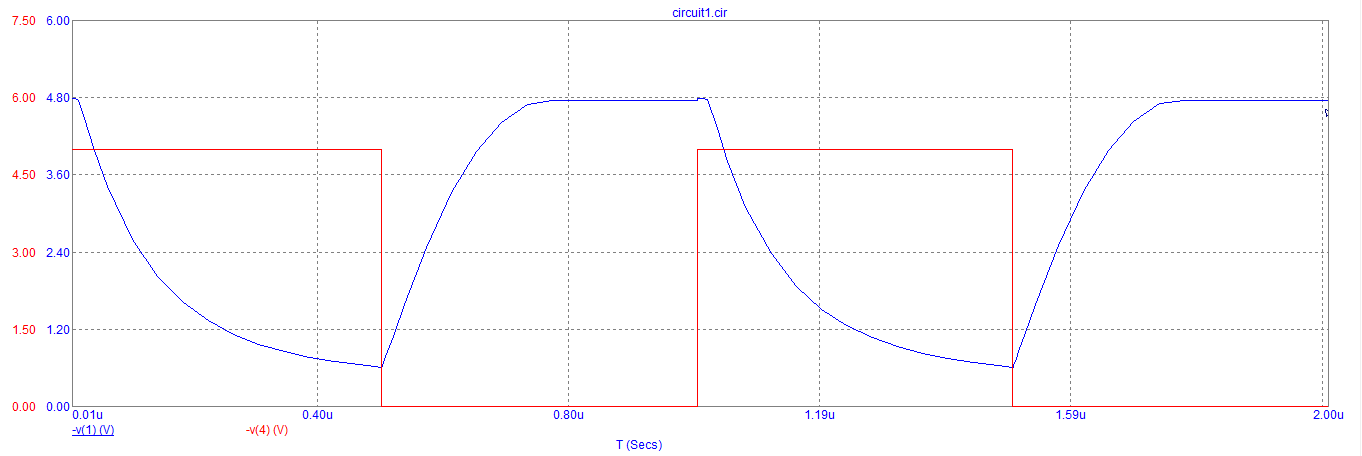 circuit1.cir
7.50 6.00
6.00 4.80
4.50 3.60
3.00 2.40
1.50 1.20
0.00 0.00
0.01u 0.40u 0.80u 1.19u 1.59u 2.00u
-v(1) (V) -v(4) (V)
T (Secs)